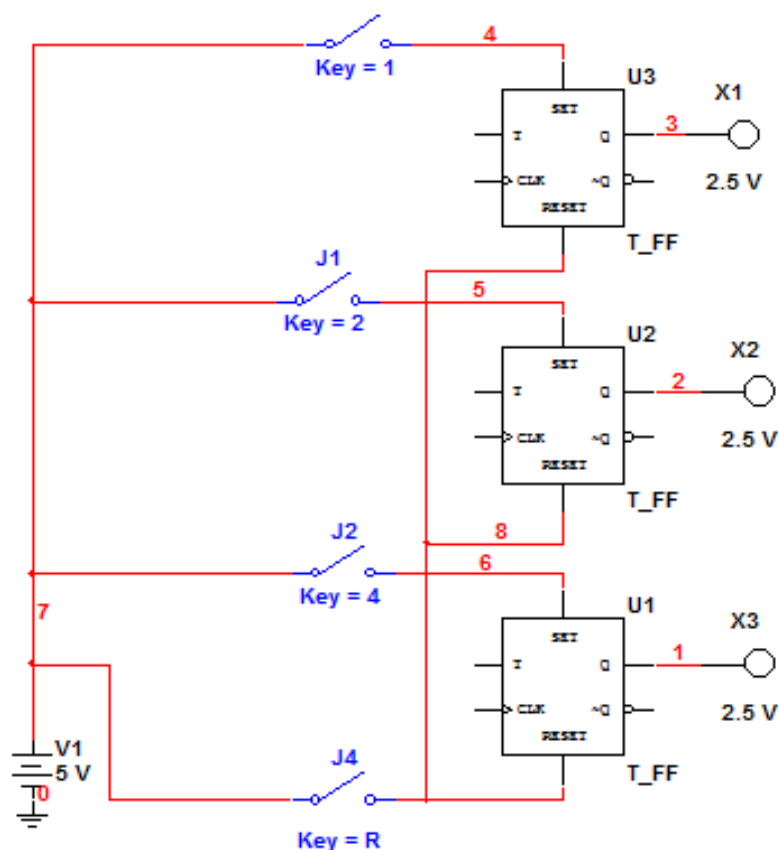 4
Key = 1
U3
X1
SET
T
Q
3
CLK
~Q
2.5 V
RESET
T_FF
J1
5
Key = 2
U2
X2
SET
T
Q
2
CLK
~Q
2.5 V
RESET
T_FF
8
J2
6
Key = 4
7
U1
X3
SET
T
Q
1
CLK
~Q
2.5 V
RESET
T_FF
V1
5 V
0
J4
Key = R